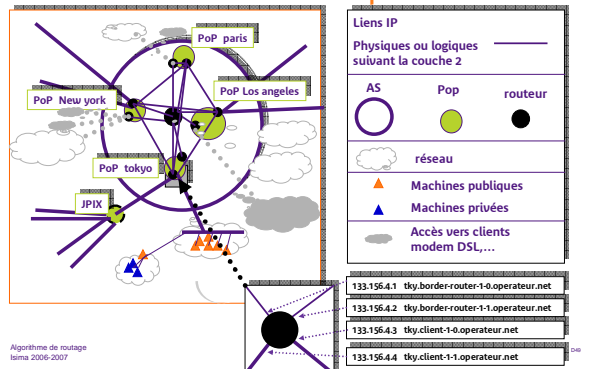 PoP paris
PoP Los angeles
PoP New york
PoP tokyo
JPIX
Liens IP
Physiques ou logiques
suivant la couche 2
AS
Pop
routeur
réseau
Machines publiques
Machines privées
Accès vers clients
modem DSL,...
133.156.4.1 tky.border-router-1-0.operateur.net
133.156.4.2 tky.border-router-1-1.operateur.net
133.156.4.3 tky.client-1-0.operateur.net
133.156.4.4 tky.client-1-1.operateur.net
Algorithme de routage
Isima 2006-2007